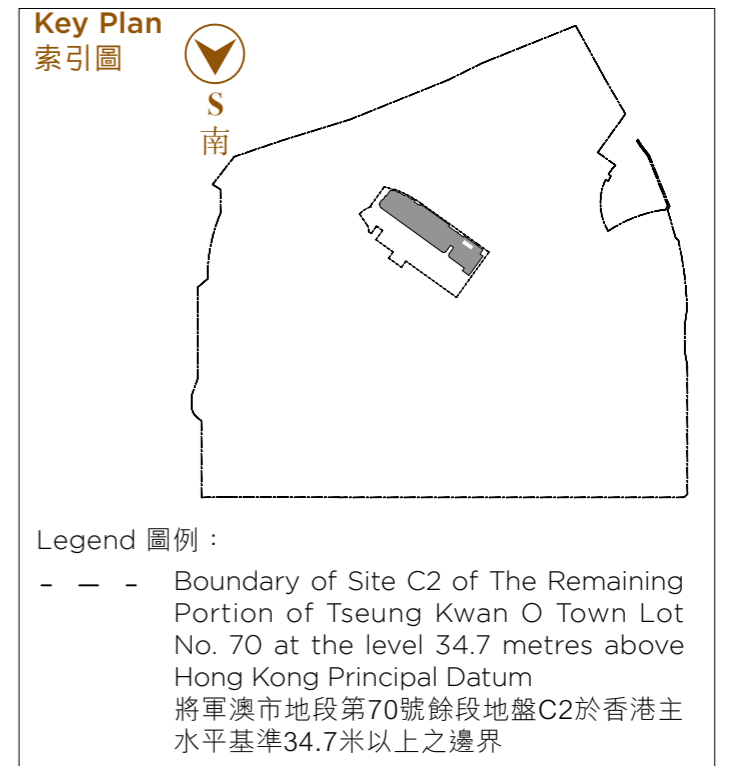 Key Plan
索引圖
S
南
Legend 圖例：
Boundary of Site C2 of The Remaining
Portion of Tseung Kwan O Town Lot
No. 70 at the level 34.7 metres above
Hong Kong Principal Datum
將軍澳市地段第70號餘段地盤C2於香港主
水平基準34.7米以上之邊界